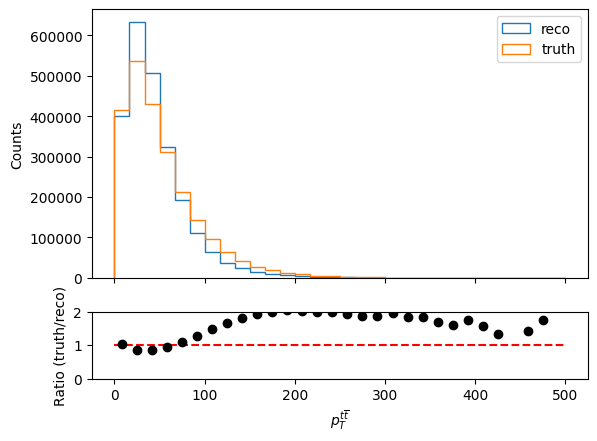 reco
truth
Counts
600000
500000
400000
300000
200000
100000
0
Ratio (truth/reco)
2
1
0
0 100 200 300 400 500
$p_T^{t\overline{t}}$